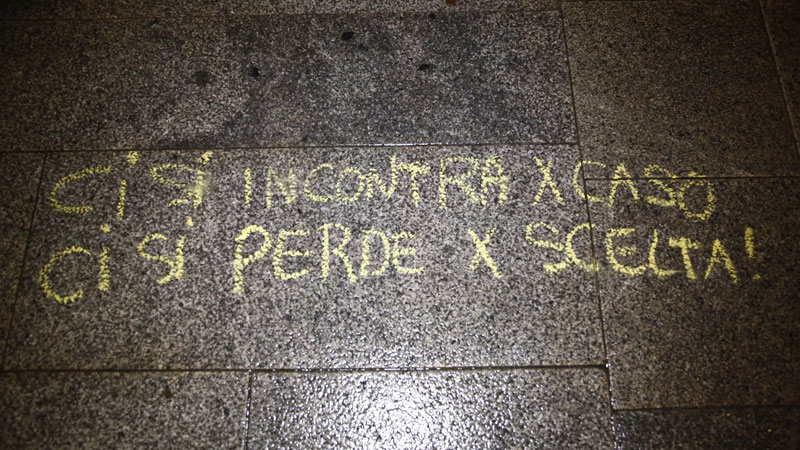 Ci Si INCONTRA X CASO
Ci Si PERDE X SCELTA!